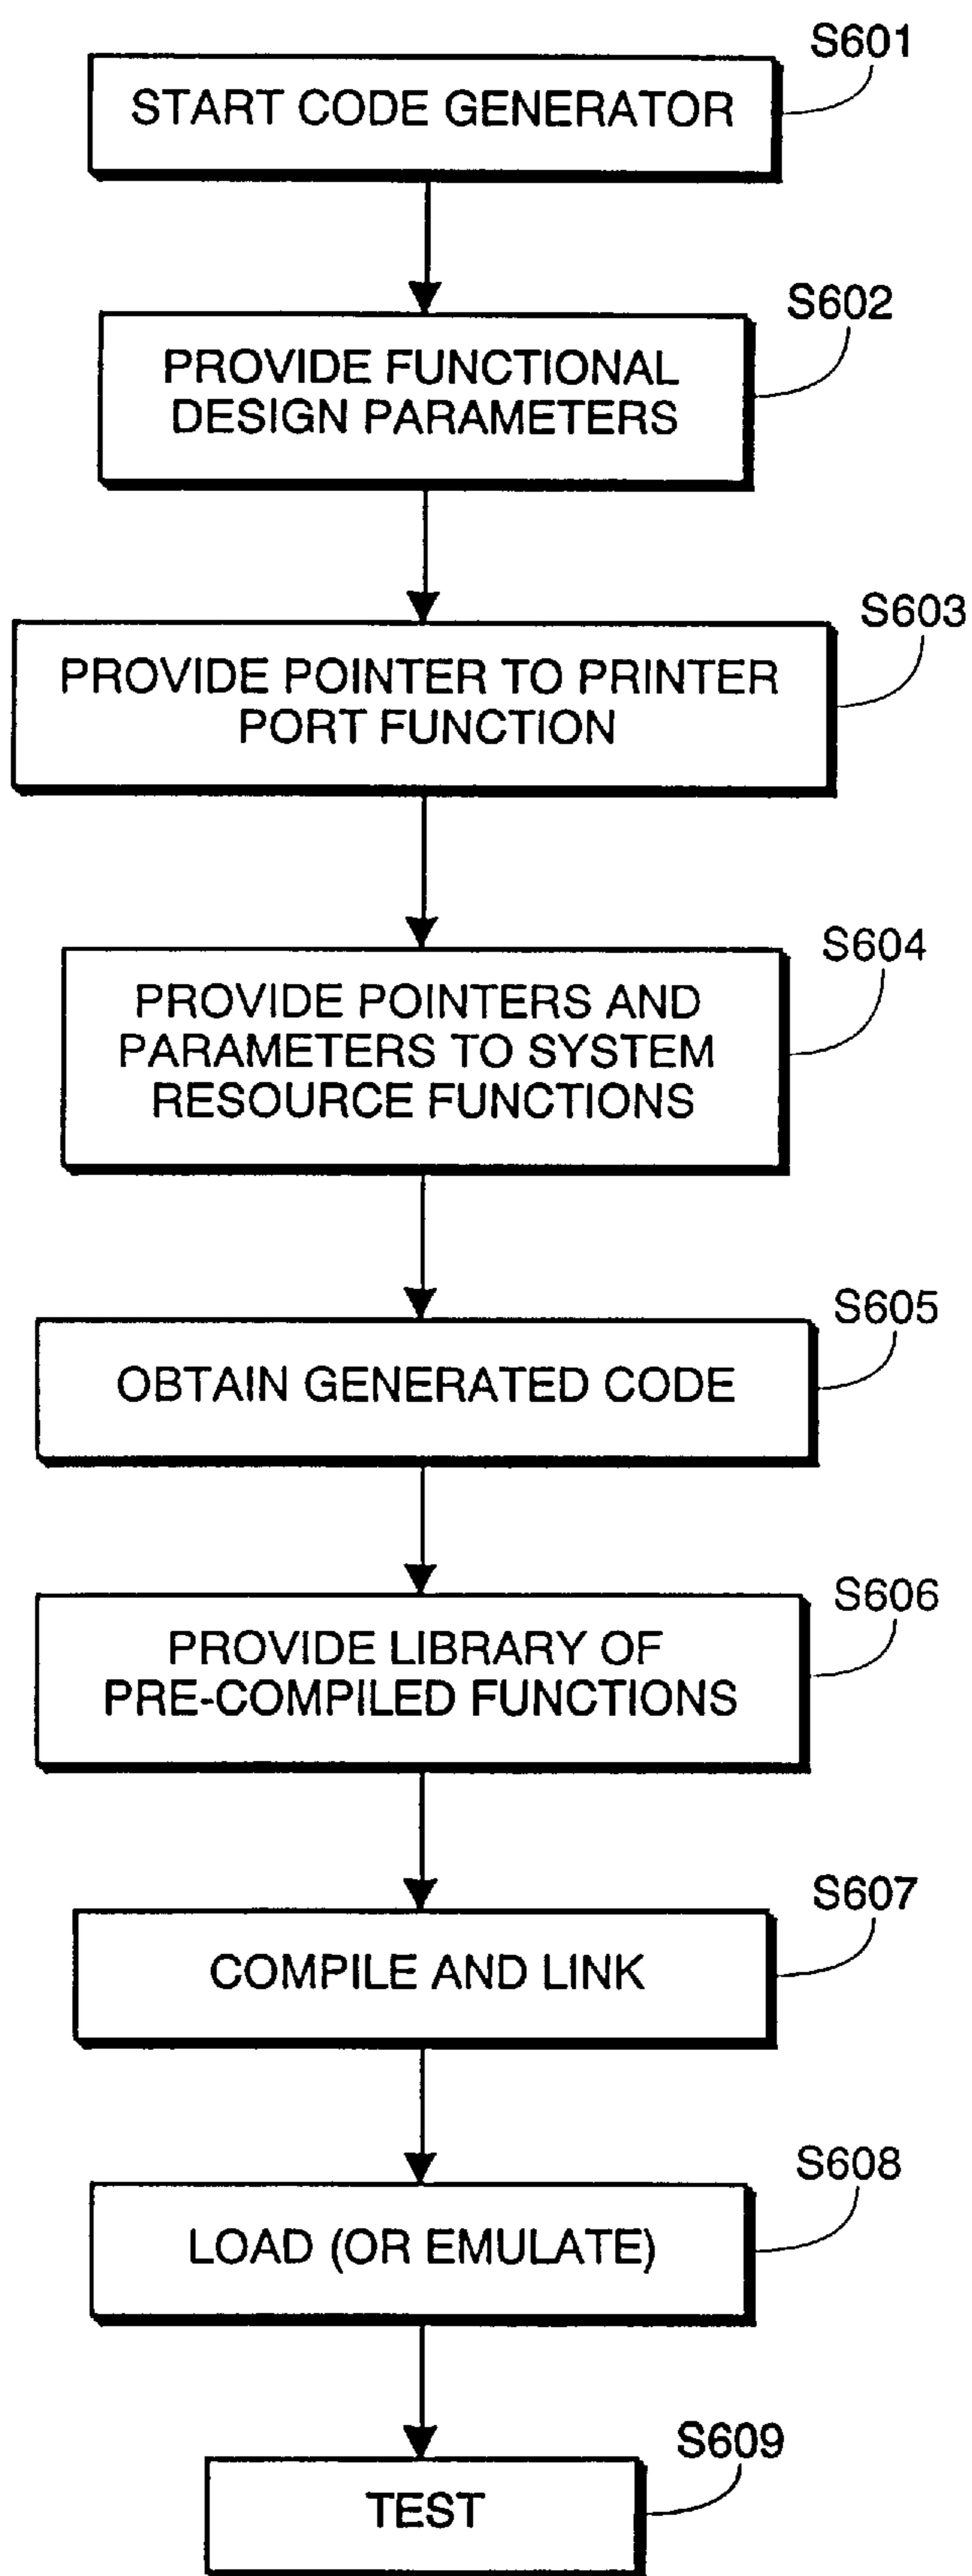 S601
START CODE GENERATOR
S602
PROVIDE FUNCTIONAL
DESIGN PARAMETERS
S603
PROVIDE POINTER TO PRINTER
PORT FUNCTION
S604
PROVIDE POINTERS AND
PARAMETERS TO SYSTEM
RESOURCE FUNCTIONS
S605
OBTAIN GENERATED CODE
S606
PROVIDE LIBRARY OF
PRE-COMPILED FUNCTIONS
S607
COMPILE AND LINK
S608
LOAD (OR EMULATE)
S609
TEST